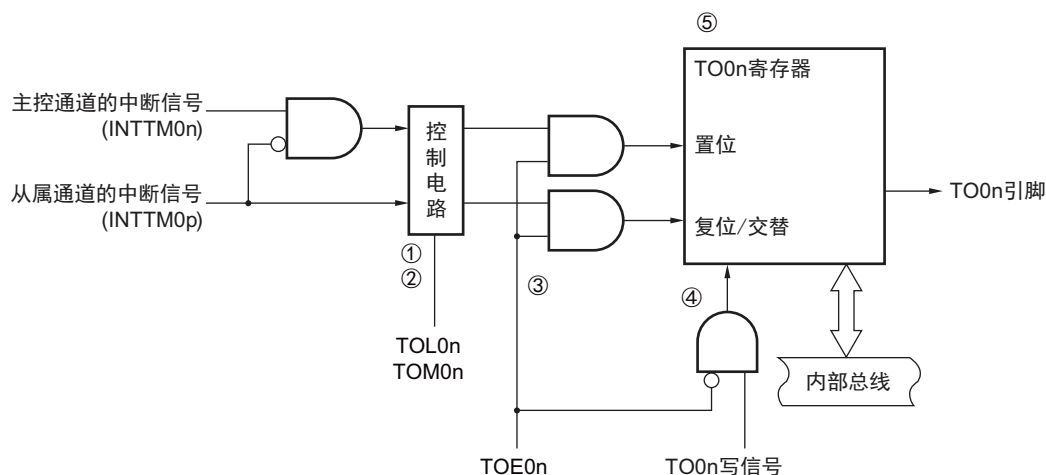 ⑤
TO0n寄存器
主控通道的中断信号
(INTTM0n)
控制电路
置位
从属通道的中断信号
(INTTM0p)
TO0n引脚
复位/交替
①
②
③
④
TOL0n
TOM0n
内部总线
TOE0n
TO0n写信号